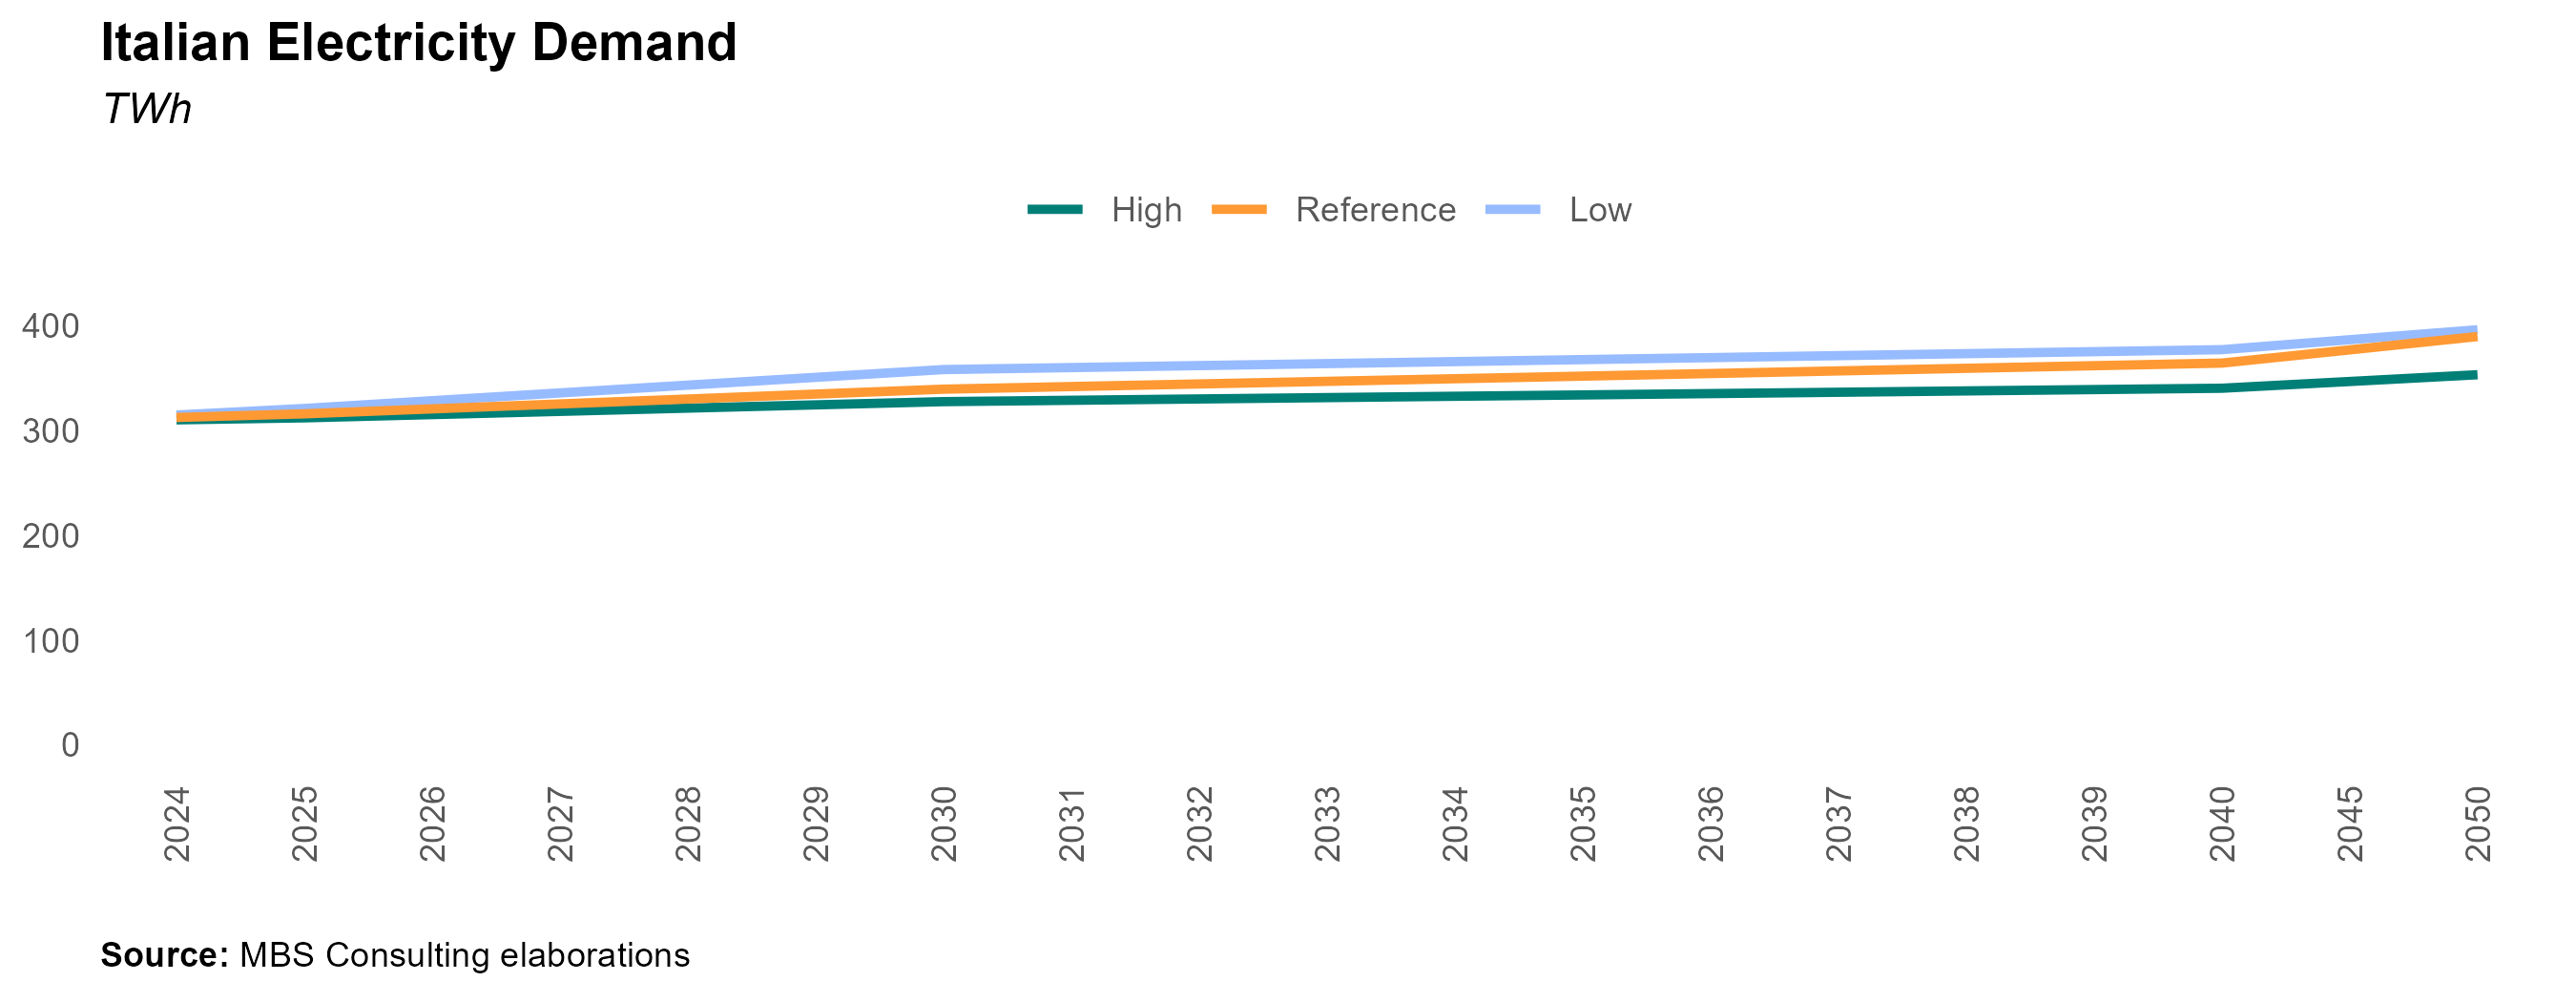 Italian Electricity Demand
TWh
High Reference Low
400
300
200
100
0
2024 2025 2026 2027 2028 2029 2030 2031 2032 2033 2034 2035 2036 2037 2038 2039 2040 2045 2050
Source: MBS Consulting elaborations